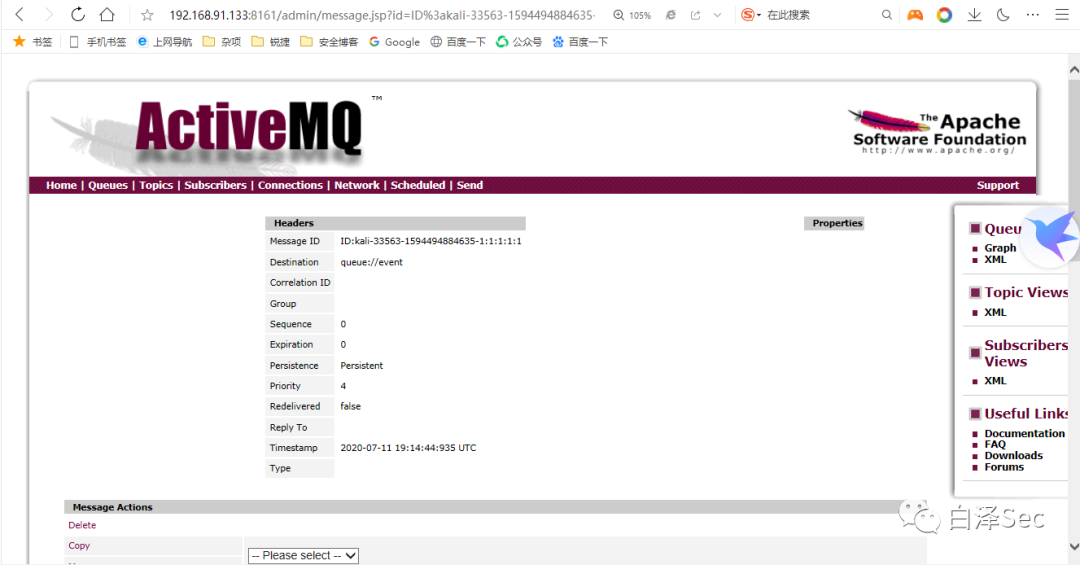 192.168.91.133:8161/admin/message.jsp?id=ID%3akali-33563-1594494884635- 105% 在此搜索
书签 手机书签 上网导航 杂项 锐捷 安全博客 Google 百度一下 公众号 百度一下
ActiveMQ ™
The Apache
Software Foundation
http://www.apache.org/
Home | Queues | Topics | Subscribers | Connections | Network | Scheduled | Send
Support
Headers
Message ID ID:kali-33563-1594494884635-1:1:1:1:1
Destination queue://event
Correlation ID
Group
Sequence 0
Expiration 0
Persistence Persistent
Priority 4
Redelivered false
Reply To
Timestamp 2020-07-11 19:14:44:935 UTC
Type
Properties
Queu
Graph
XML
Topic Views
XML
Subscribers
Views
XML
Useful Links
Documentation
FAQ
Downloads
Forums
Message Actions
Delete
Copy
-- Please select --
白泽Sec